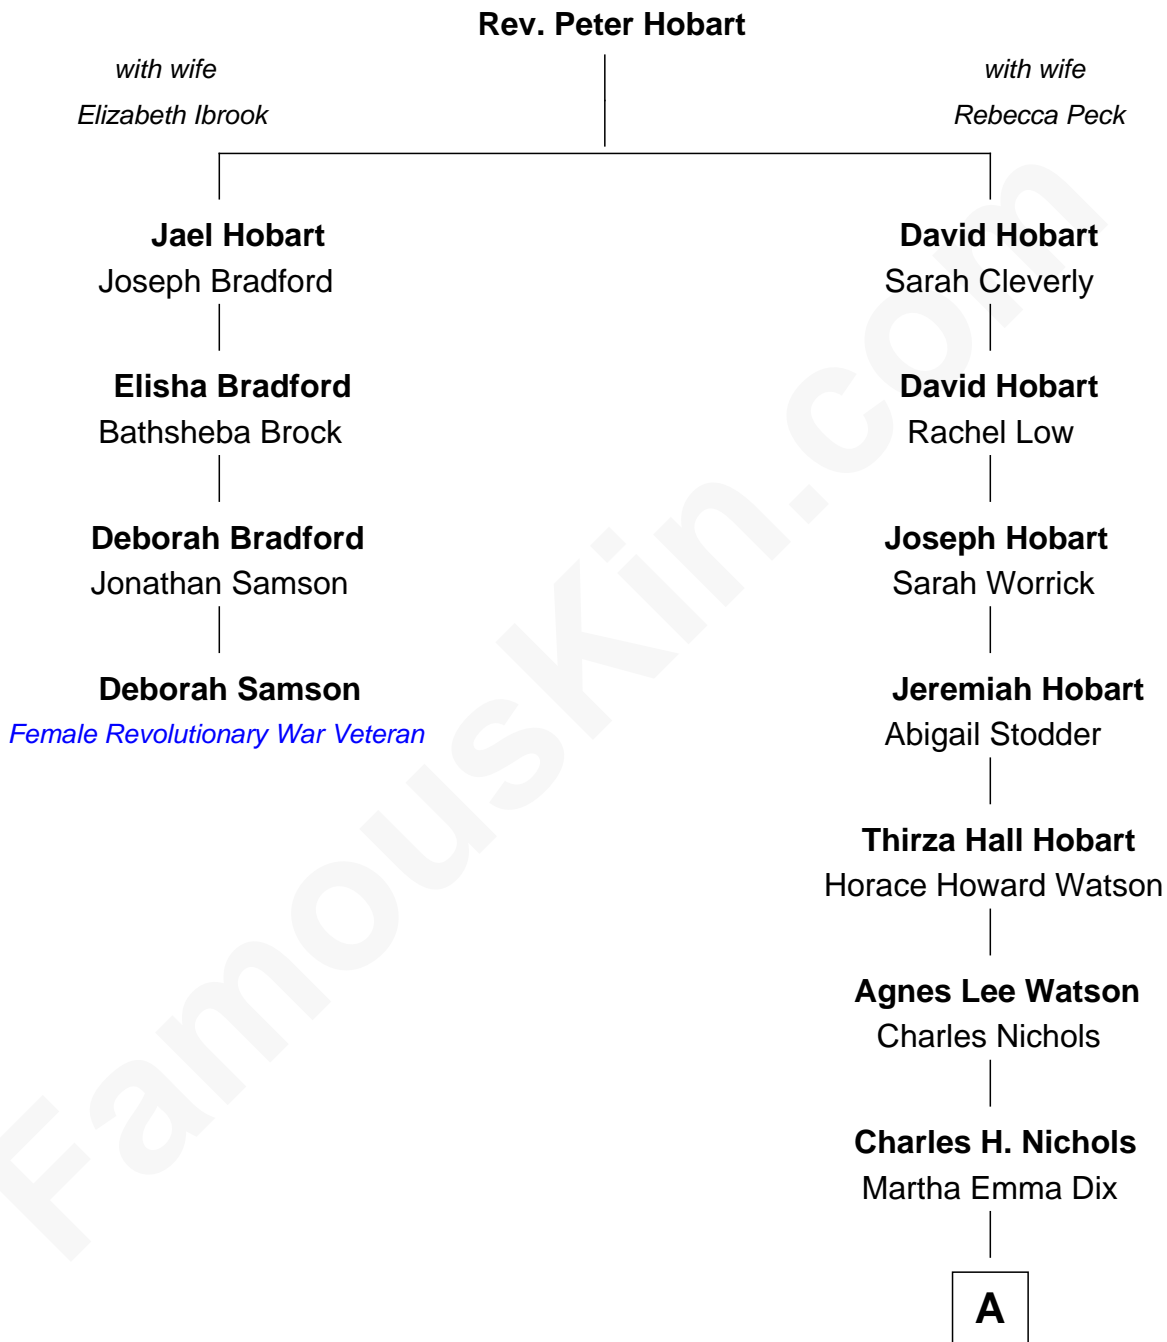 Rev. Peter Hobart
with wife
Elizabeth Ibrook
with wife
Rebecca Peck
Jael Hobart
Joseph Bradford
Elisha Bradford
Bathsheba Brock
Deborah Bradford
Jonathan Samson
Deborah Samson
Female Revolutionary War Veteran
David Hobart
Sarah Cleverly
David Hobart
Rachel Low
Joseph Hobart
Sarah Worrick
Jeremiah Hobart
Abigail Stodder
Thirza Hall Hobart
Horace Howard Watson
Agnes Lee Watson
Charles Nichols
Charles H. Nichols
Martha Emma Dix
A
FamousKin.com